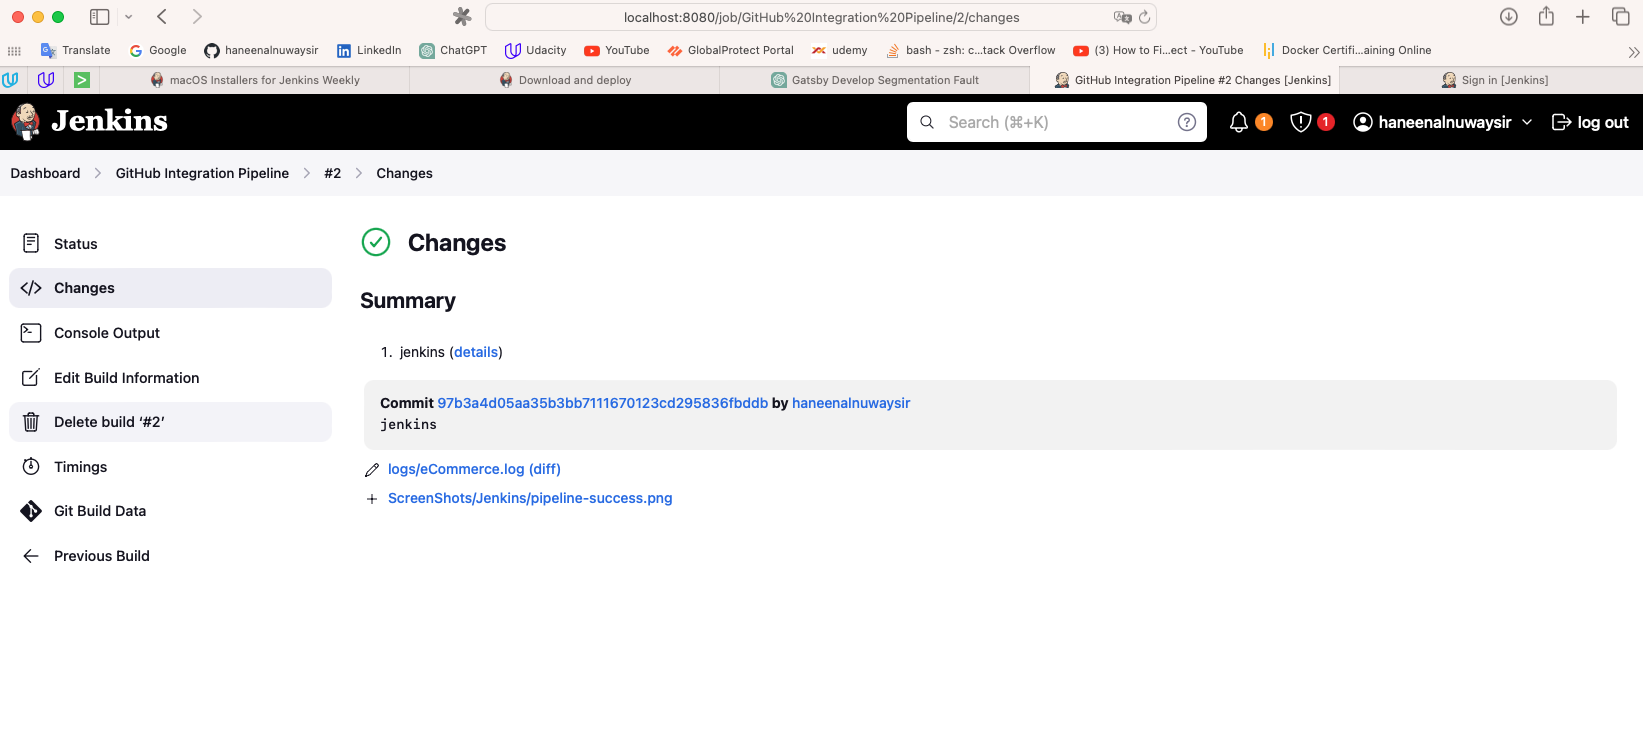 localhost:8080/job/GitHub%20Integration%20Pipeline/2/changes
Translate Google haneenalnuwaysir LinkedIn ChatGPT Udacity YouTube GlobalProtect Portal udemy bash - zsh: c...tack Overflow (3) How to Fi...ect - YouTube Docker Certifi...aining Online
macOS Installers for Jenkins Weekly Download and deploy Gatsby Develop Segmentation Fault GitHub Integration Pipeline #2 Changes [Jenkins] Sign in [Jenkins]
Jenkins Search (⌘+K) ? 1 1 haneenalnuwaysir log out
Dashboard > GitHub Integration Pipeline > #2 > Changes
Status
Changes
Console Output
Edit Build Information
Delete build ‘#2’
Timings
Git Build Data
Previous Build
Changes
Summary
1. jenkins (details)
Commit 97b3a4d05aa35b3bb7111670123cd295836fbddb by haneenalnuwaysir
jenkins
logs/eCommerce.log (diff)
ScreenShots/Jenkins/pipeline-success.png